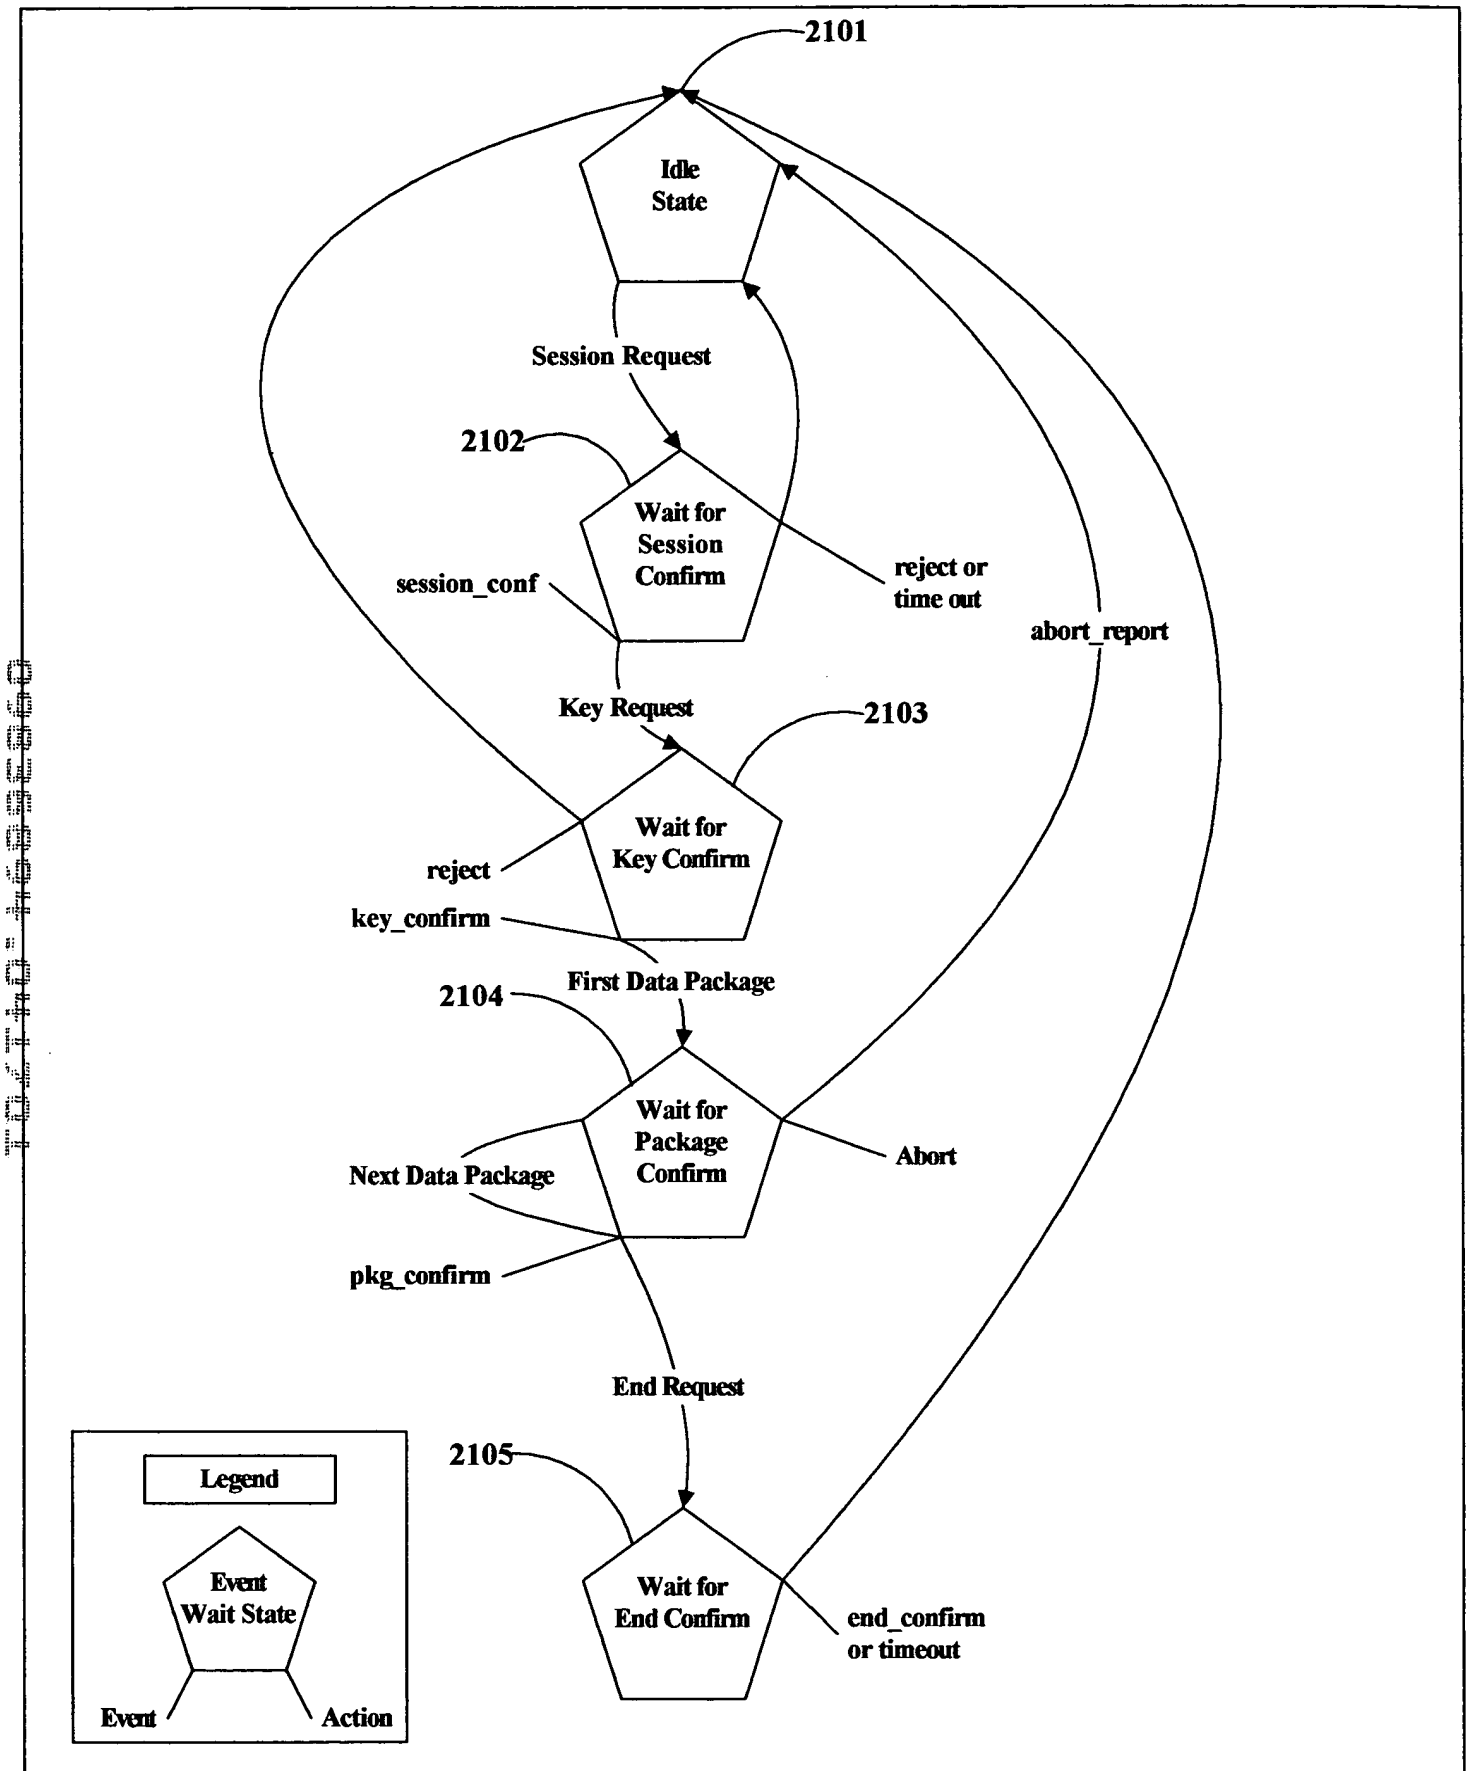 2101
Idle
State
Session Request
2102
Wait for
Session
Confirm
reject or
time out
session_conf
abort_report
Key Request
2103
Wait for
Key Confirm
reject
key_confirm
First Data Package
2104
Wait for
Package
Confirm
Abort
Next Data Package
pkg_confirm
End Request
2105
Wait for
End Confirm
end_confirm
or timeout
Legend
Event
Wait State
Event
Action